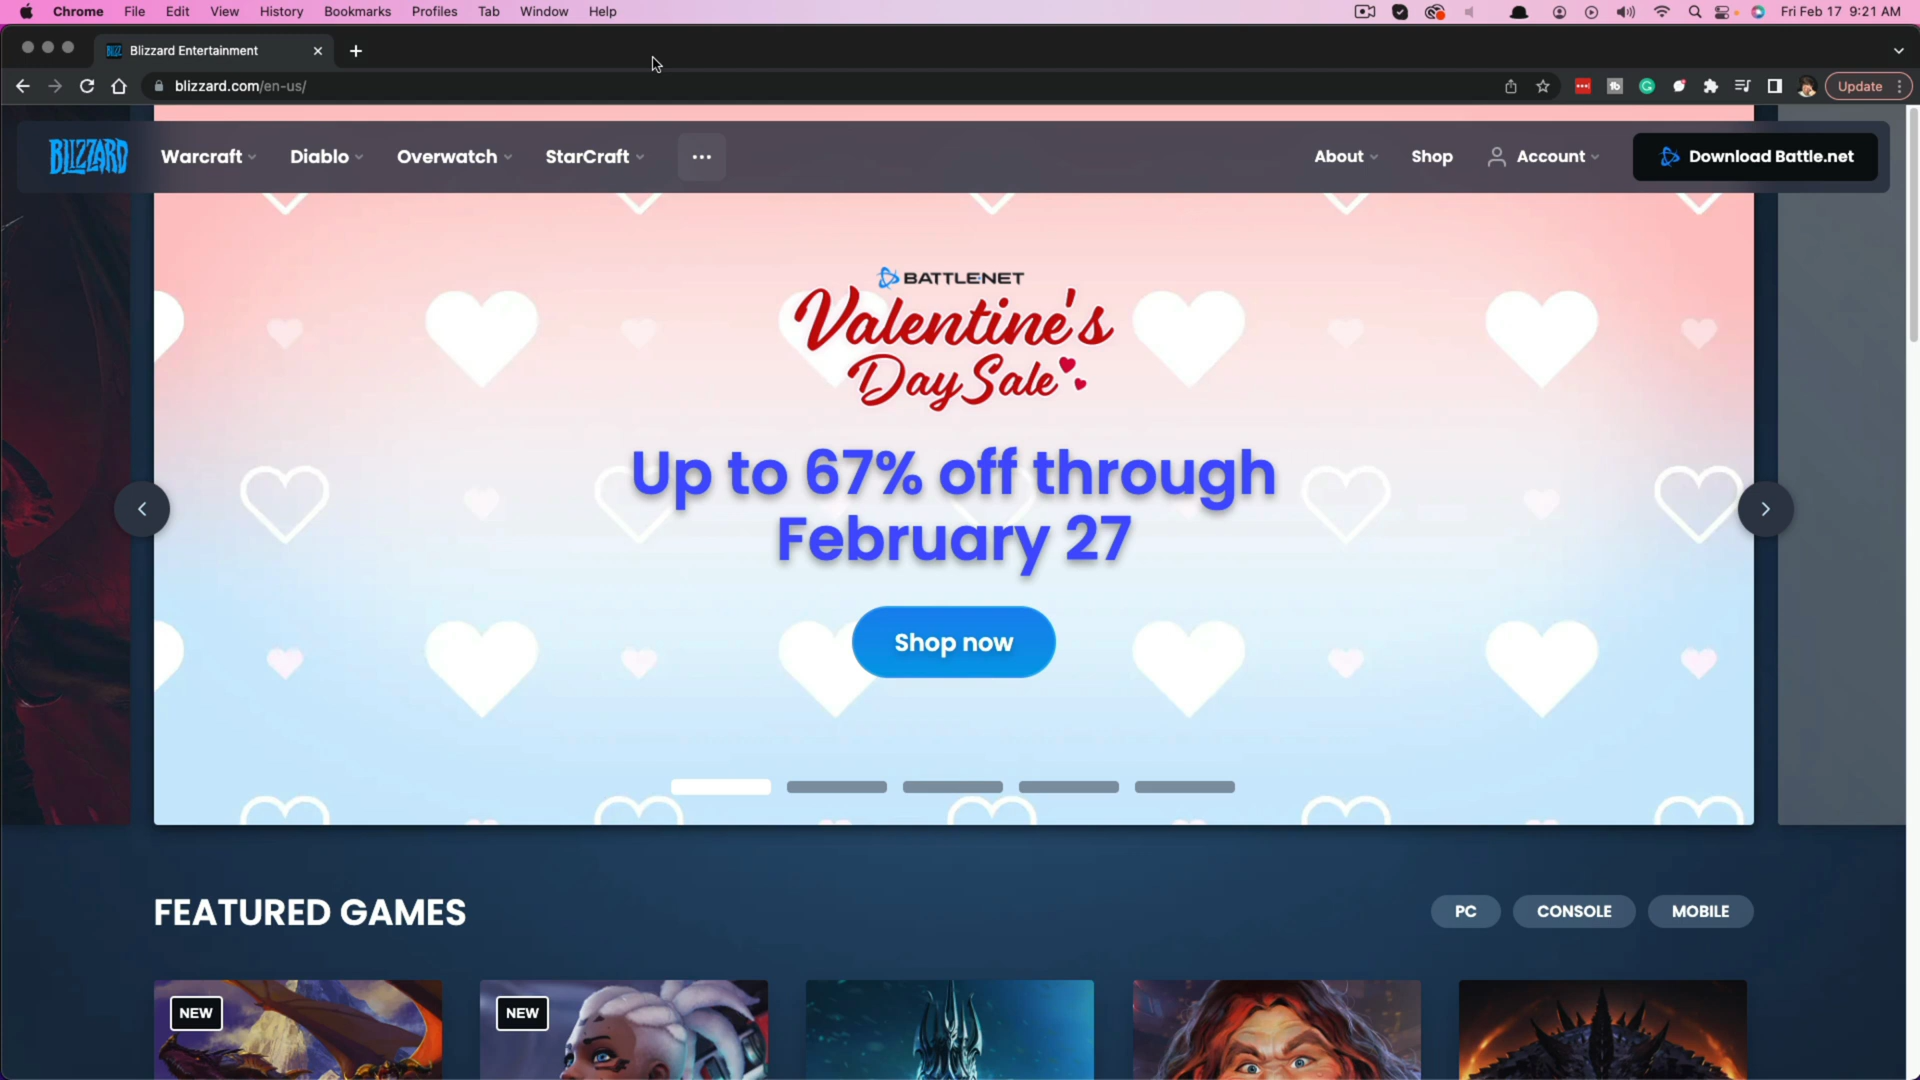 Chrome File Edit View History Bookmarks Profiles Tab Window Help Fri Feb 17 9:21 AM
Blizzard Entertainment
blizzard.com/en-us/ Update
BLIZZARD Warcraft Diablo Overwatch StarCraft ... About Shop Account Download Battle.net
BATTLE.NET
Valentine's
Day Sale
Up to 67% off through
February 27
Shop now
FEATURED GAMES PC CONSOLE MOBILE
NEW NEW